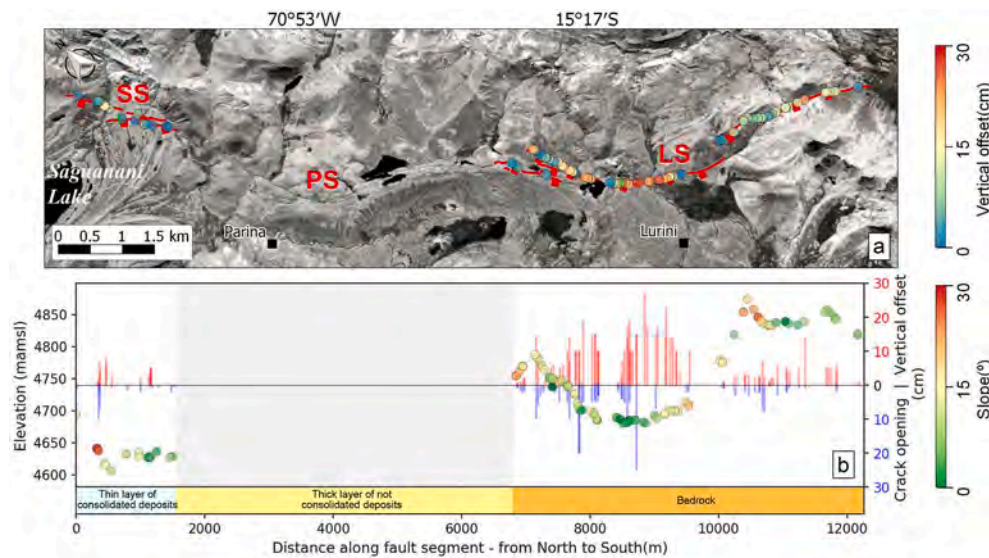 70°53'W
15°17'S
SS
PS
LS
Saguanani
Lake
Parina
Lurini
0 0.5 1 1.5 km
a
30
15
0
Vertical offset(cm)
4850
4800
4750
4700
4650
4600
Elevation (mamsl)
30
20
10
0
10
20
30
Crack opening | Vertical offset
(cm)
b
30
15
0
Slope(º)
Thin layer of
consolidated deposits
Thick layer of not
consolidated deposits
Bedrock
0 2000 4000 6000 8000 10000 12000
Distance along fault segment - from North to South(m)